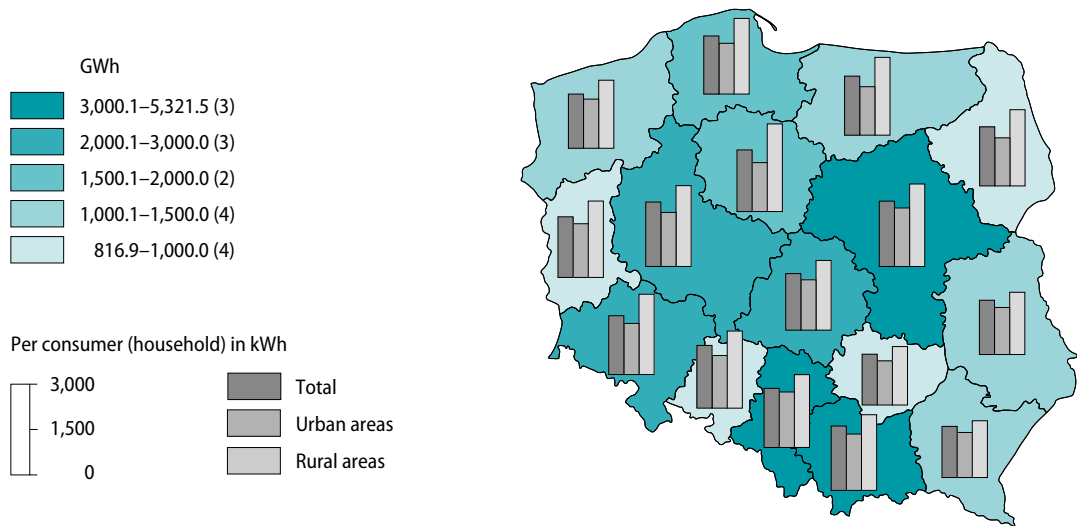 GWh
3,000.1–5,321.5 (3)
2,000.1–3,000.0 (3)
1,500.1–2,000.0 (2)
1,000.1–1,500.0 (4)
816.9–1,000.0 (4)
Per consumer (household) in kWh
3,000
1,500
0
Total
Urban areas
Rural areas